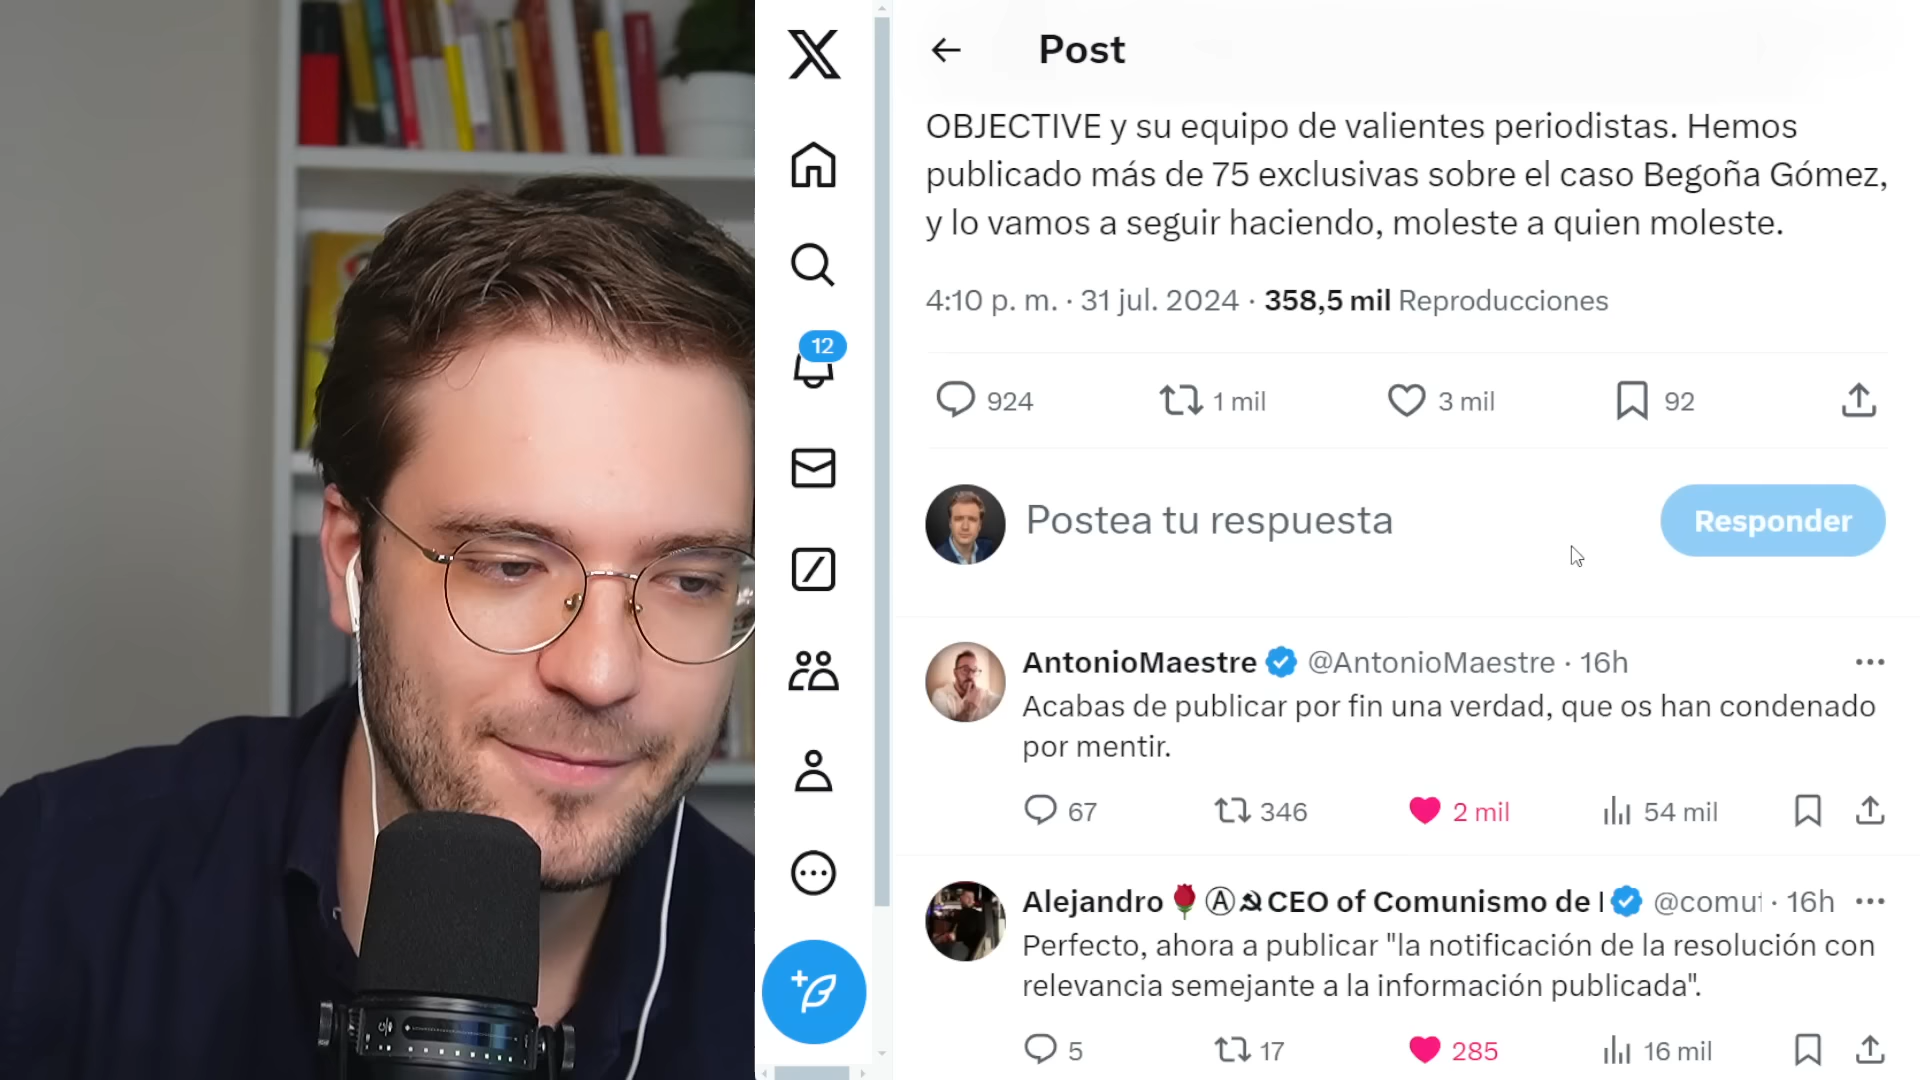 Post
OBJECTIVE y su equipo de valientes periodistas. Hemos
publicado más de 75 exclusivas sobre el caso Begoña Gómez,
y lo vamos a seguir haciendo, moleste a quien moleste.
4:10 p. m. · 31 jul. 2024 · 358,5 mil Reproducciones
12
924 1 mil 3 mil 92
Postea tu respuesta
Responder
AntonioMaestre @AntonioMaestre · 16h
Acabas de publicar por fin una verdad, que os han condenado
por mentir.
67 346 2 mil 54 mil
Alejandro 🌹Ⓐ☭CEO of Comunismo de @comu · 16h
Perfecto, ahora a publicar "la notificación de la resolución con
relevancia semejante a la información publicada".
5 17 285 16 mil